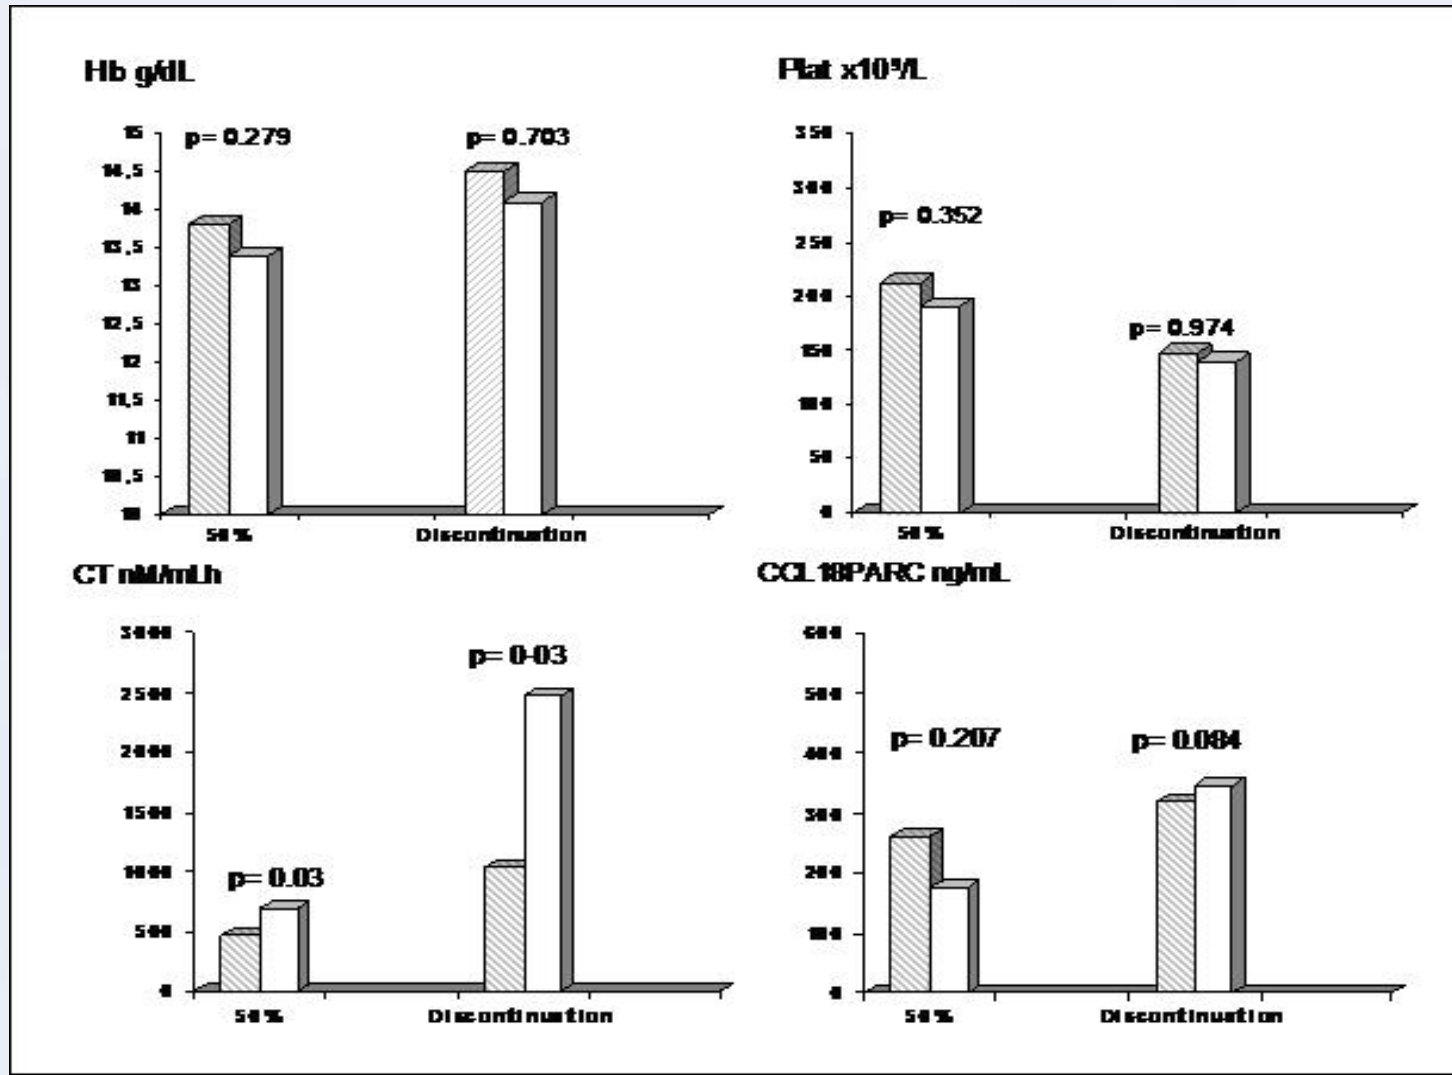 Hb g/dL
15
14,5
14
13,5
13
12,5
12
11,5
11
10,5
10
p= 0.279
p= 0.703
50%
Discontinuation
Plat x10⁹/L
350
300
250
200
150
100
50
0
p= 0.352
p= 0.974
50%
Discontinuation
CT nM/mLh
3000
2500
2000
1500
1000
500
0
p= 0.03
p= 0-03
50%
Discontinuation
CCL18PARC ng/mL
600
500
400
300
200
100
0
p= 0.207
p= 0.084
50%
Discontinuation